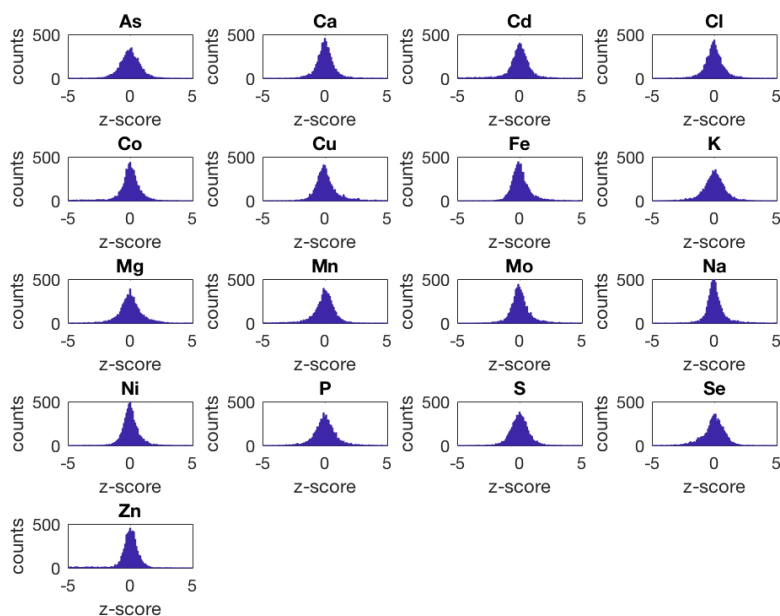 As Ca Cd Cl
500 500 500 500
counts counts counts counts
0 0 0 0
-5 0 5 -5 0 5 -5 0 5 -5 0 5
z-score z-score z-score z-score
Co Cu Fe K
500 500 500 500
counts counts counts counts
0 0 0 0
-5 0 5 -5 0 5 -5 0 5 -5 0 5
z-score z-score z-score z-score
Mg Mn Mo Na
500 500 500 500
counts counts counts counts
0 0 0 0
-5 0 5 -5 0 5 -5 0 5 -5 0 5
z-score z-score z-score z-score
Ni P S Se
500 500 500 500
counts counts counts counts
0 0 0 0
-5 0 5 -5 0 5 -5 0 5 -5 0 5
z-score z-score z-score z-score
Zn
500
counts
0
-5 0 5
z-score